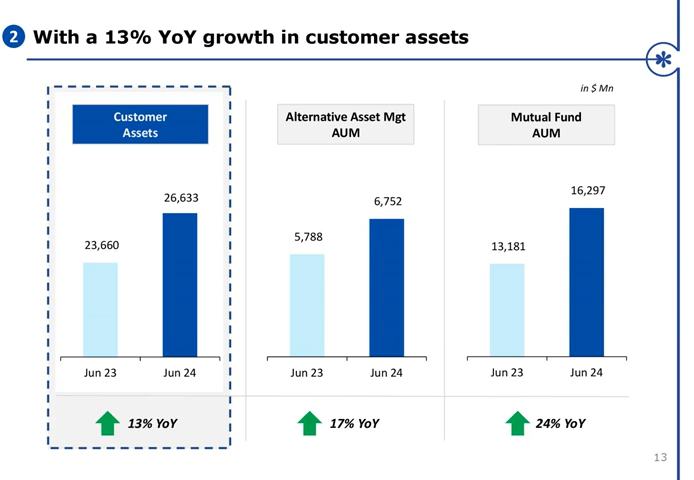 2 With a 13% YoY growth in customer assets
in $ Mn
Customer
Assets
26,633
23,660
Jun 23 Jun 24
13% YoY
Alternative Asset Mgt
AUM
6,752
5,788
Jun 23 Jun 24
17% YoY
Mutual Fund
AUM
16,297
13,181
Jun 23 Jun 24
24% YoY
13